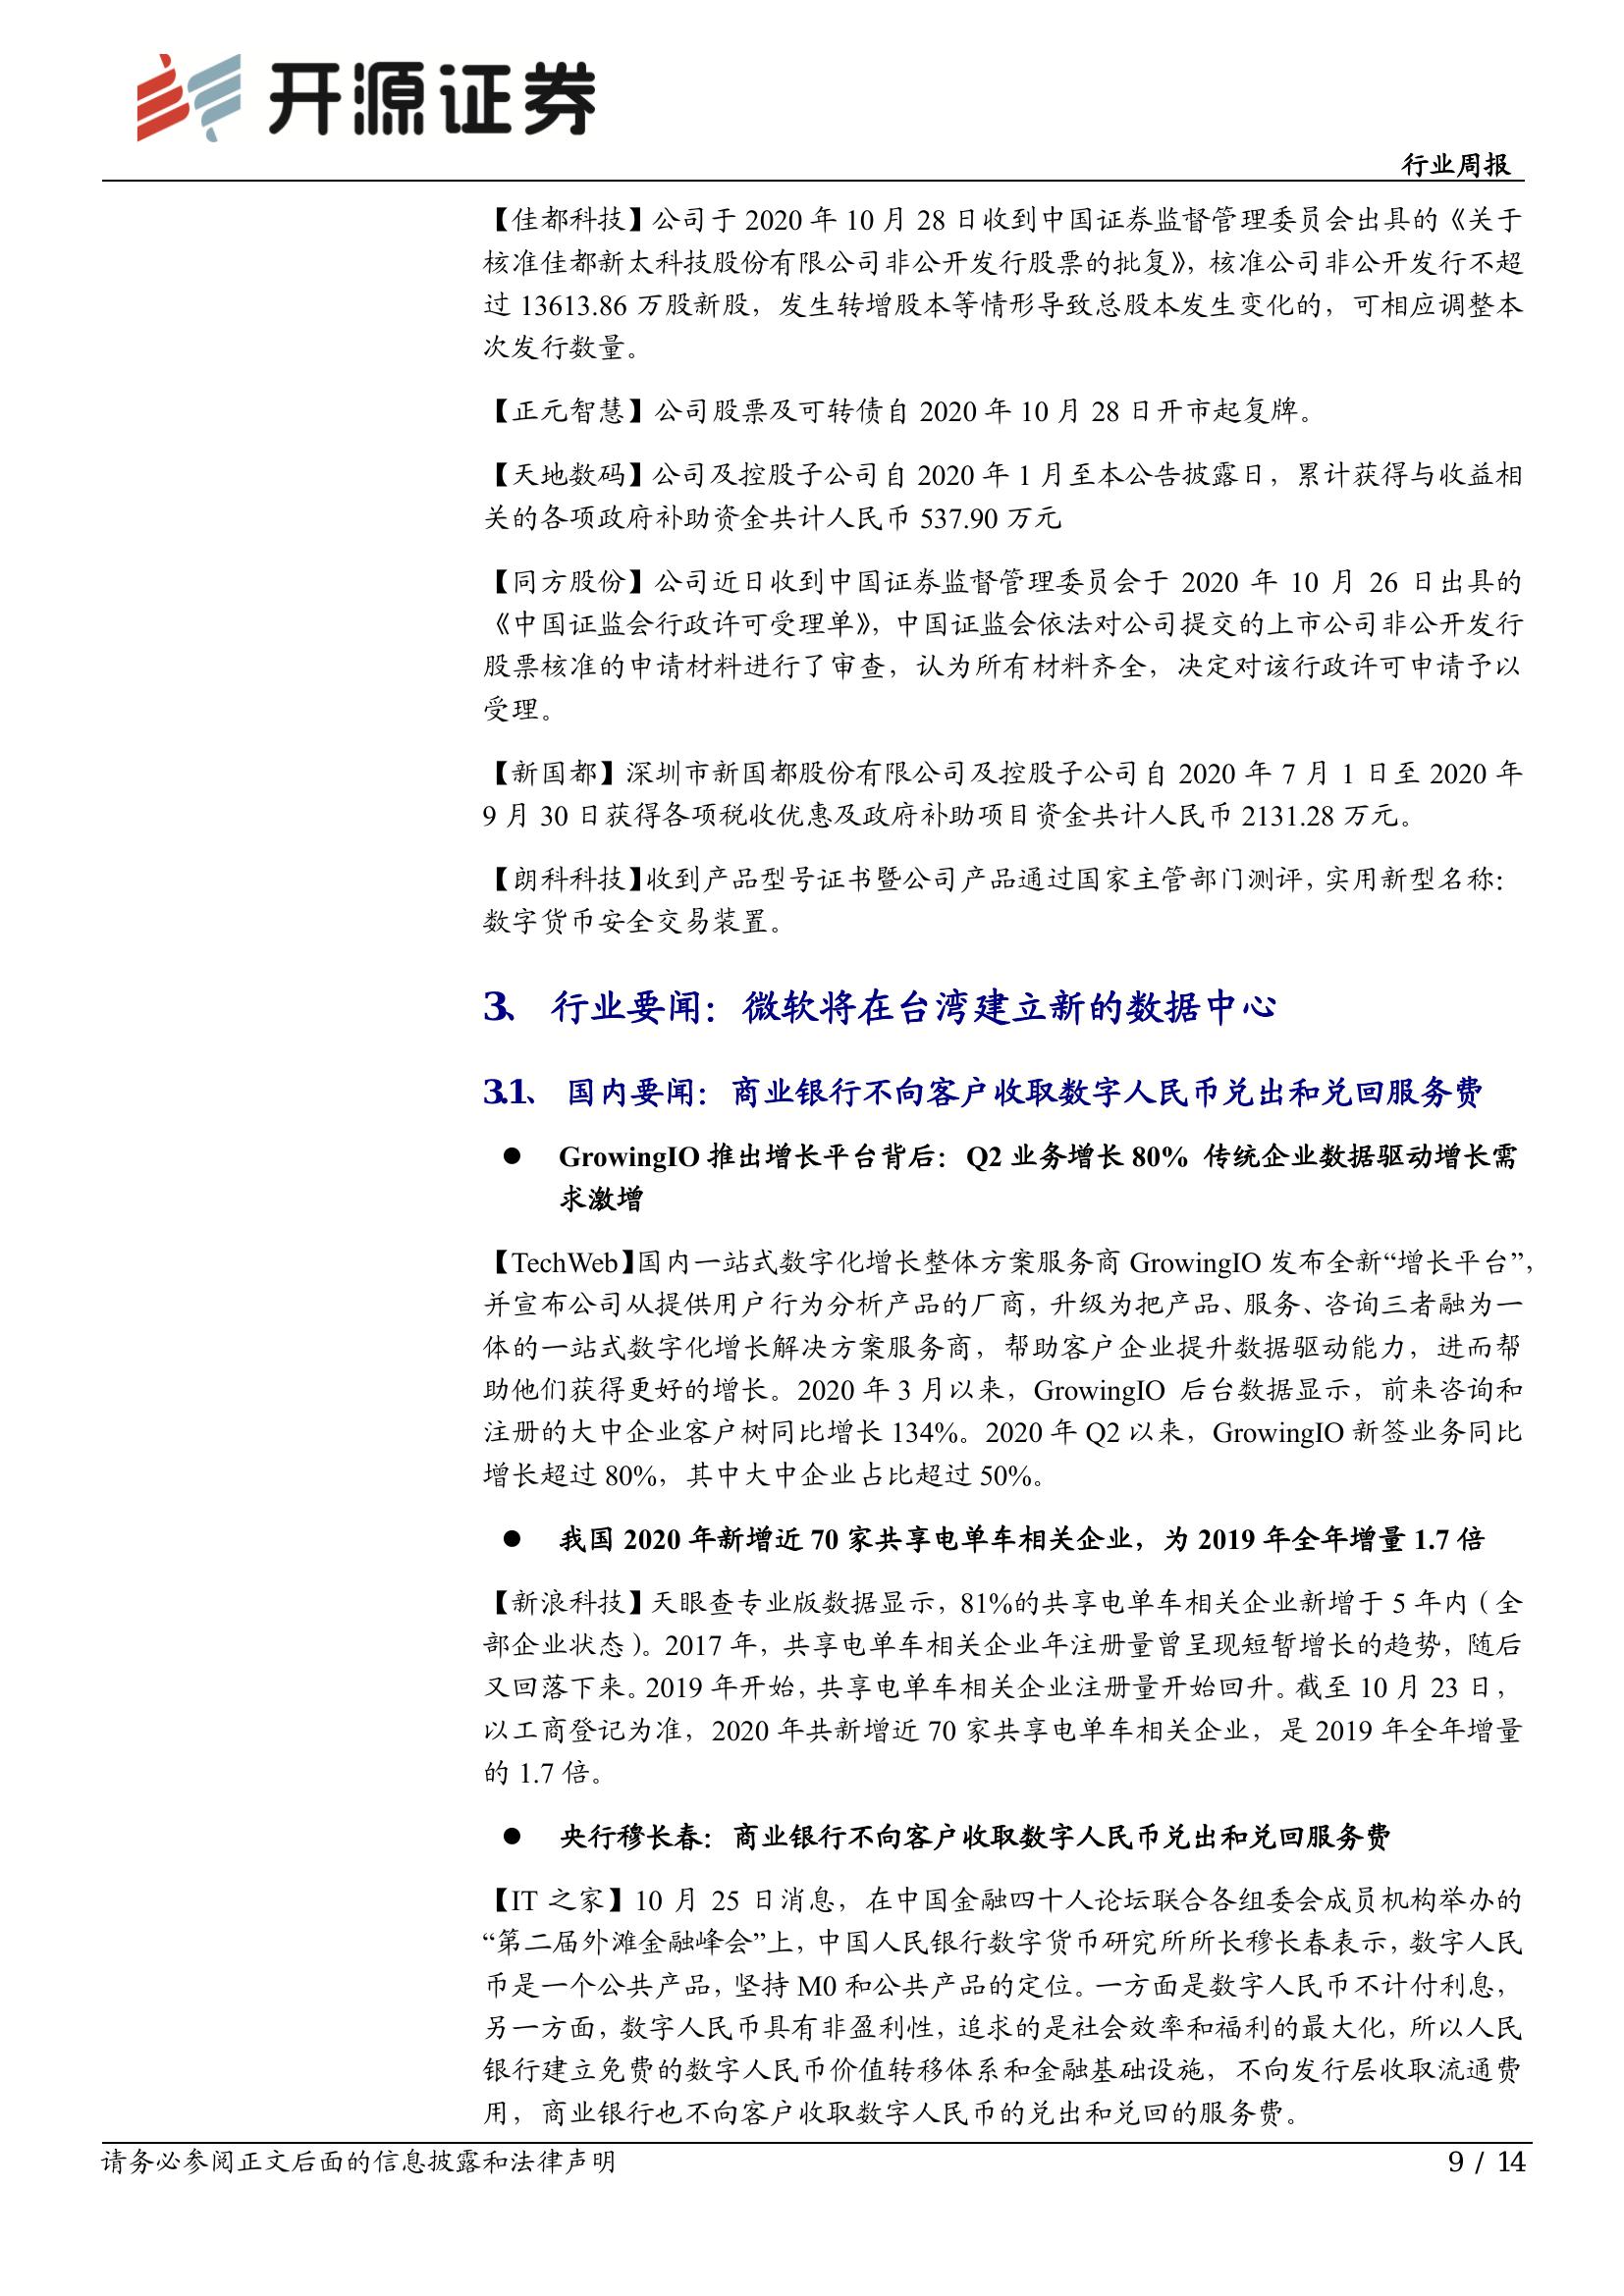 开源证券
行业周报
【佳都科技】公司于 2020 年 10 月 28 日收到中国证券监督管理委员会出具的《关于
核准佳都新太科技股份有限公司非公开发行股票的批复》，核准公司非公开发行不超
过 13613.86 万股新股，发生转增股本等情形导致总股本发生变化的，可相应调整本
次发行数量。
【正元智慧】公司股票及可转债自 2020 年 10 月 28 日开市起复牌。
【天地数码】公司及控股子公司自 2020 年 1 月至本公告披露日，累计获得与收益相
关的各项政府补助资金共计人民币 537.90 万元
【同方股份】公司近日收到中国证券监督管理委员会于 2020 年 10 月 26 日出具的
《中国证监会行政许可受理单》，中国证监会依法对公司提交的上市公司非公开发行
股票核准的申请材料进行了审查，认为所有材料齐全，决定对该行政许可申请予以
受理。
【新国都】深圳市新国都股份有限公司及控股子公司自 2020 年 7 月 1 日至 2020 年
9 月 30 日获得各项税收优惠及政府补助项目资金共计人民币 2131.28 万元。
【朗科科技】收到产品型号证书暨公司产品通过国家主管部门测评，实用新型名称：
数字货币安全交易装置。
3、 行业要闻：微软将在台湾建立新的数据中心
3.1、 国内要闻：商业银行不向客户收取数字人民币兑出和兑回服务费
● GrowingIO 推出增长平台背后：Q2 业务增长 80% 传统企业数据驱动增长需
求激增
【TechWeb】国内一站式数字化增长整体方案服务商 GrowingIO 发布全新“增长平台”，
并宣布公司从提供用户行为分析产品的厂商，升级为把产品、服务、咨询三者融为一
体的一站式数字化增长解决方案服务商，帮助客户企业提升数据驱动能力，进而帮
助他们获得更好的增长。2020 年 3 月以来，GrowingIO 后台数据显示，前来咨询和
注册的大中企业客户树同比增长 134%。2020 年 Q2 以来，GrowingIO 新签业务同比
增长超过 80%，其中大中企业占比超过 50%。
● 我国 2020 年新增近 70 家共享电单车相关企业，为 2019 年全年增量 1.7 倍
【新浪科技】天眼查专业版数据显示，81%的共享电单车相关企业新增于 5 年内（全
部企业状态）。2017 年，共享电单车相关企业年注册量曾呈现短暂增长的趋势，随后
又回落下来。2019 年开始，共享电单车相关企业注册量开始回升。截至 10 月 23 日，
以工商登记为准，2020 年共新增近 70 家共享电单车相关企业，是 2019 年全年增量
的 1.7 倍。
● 央行穆长春：商业银行不向客户收取数字人民币兑出和兑回服务费
【IT 之家】10 月 25 日消息，在中国金融四十人论坛联合各组委会成员机构举办的
“第二届外滩金融峰会”上，中国人民银行数字货币研究所所长穆长春表示，数字人民
币是一个公共产品，坚持 M0 和公共产品的定位。一方面是数字人民币不计付利息，
另一方面，数字人民币具有非盈利性，追求的是社会效率和福利的最大化，所以人民
银行建立免费的数字人民币价值转移体系和金融基础设施，不向发行层收取流通费
用，商业银行也不向客户收取数字人民币的兑出和兑回的服务费。
请务必参阅正文后面的信息披露和法律声明
9 / 14